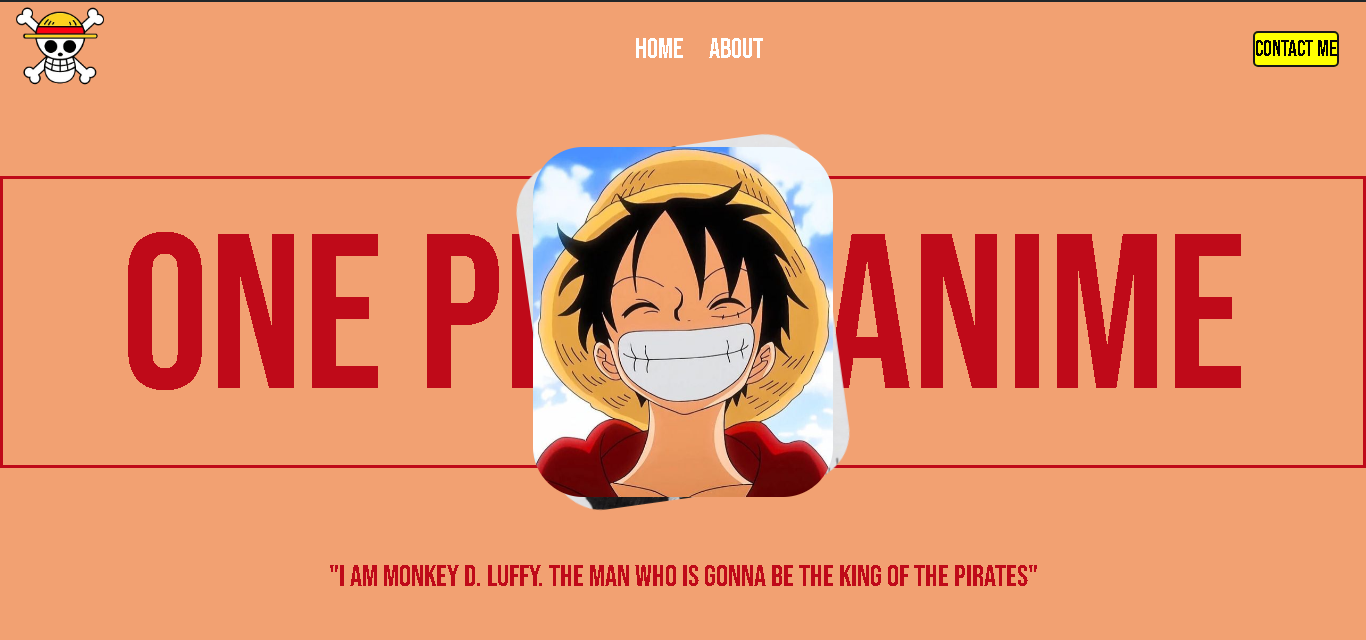 HOME ABOUT
CONTACT ME
ONE P ANIME
"I AM MONKEY D. LUFFY. THE MAN WHO IS GONNA BE THE KING OF THE PIRATES"